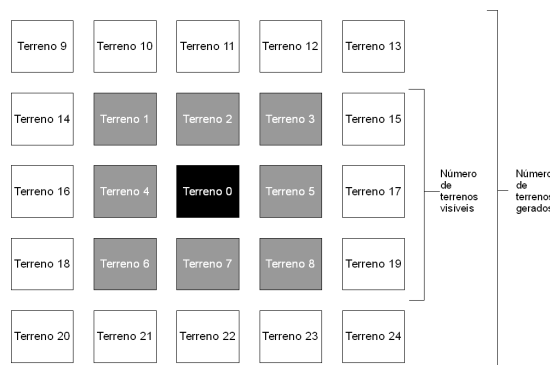 Terreno 9 Terreno 10 Terreno 11 Terreno 12 Terreno 13
Terreno 14 Terreno 1 Terreno 2 Terreno 3 Terreno 15
Terreno 16 Terreno 4 Terreno 0 Terreno 5 Terreno 17
Terreno 18 Terreno 6 Terreno 7 Terreno 8 Terreno 19
Terreno 20 Terreno 21 Terreno 22 Terreno 23 Terreno 24
Número
de
terrenos
visíveis
Número
de
terrenos
gerados